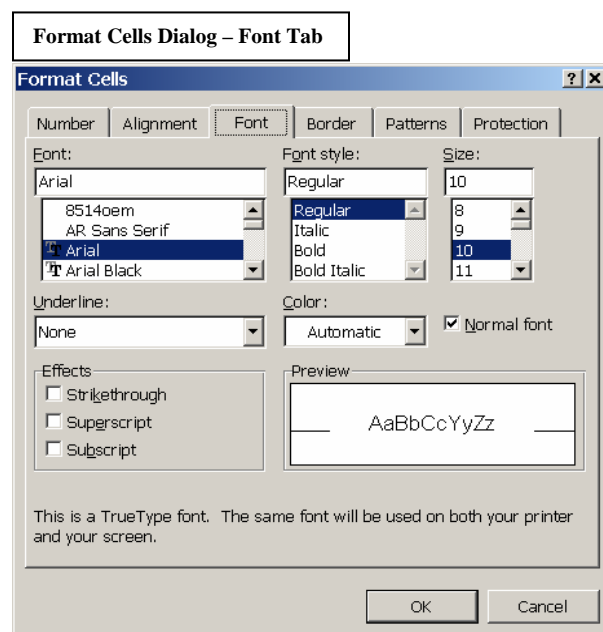 Format Cells Dialog – Font Tab
Format Cells
Number Alignment Font Border Patterns Protection
Font: Font style: Size:
Arial Regular 10
8514oem Regular 8
AR Sans Serif Italic 9
Arial Bold 10
Arial Black Bold Italic 11
Underline: Color:
None Automatic Normal font
Effects Preview
Strikethrough
Superscript AaBbCcYyZz
Subscript
This is a TrueType font. The same font will be used on both your printer
and your screen.
OK Cancel